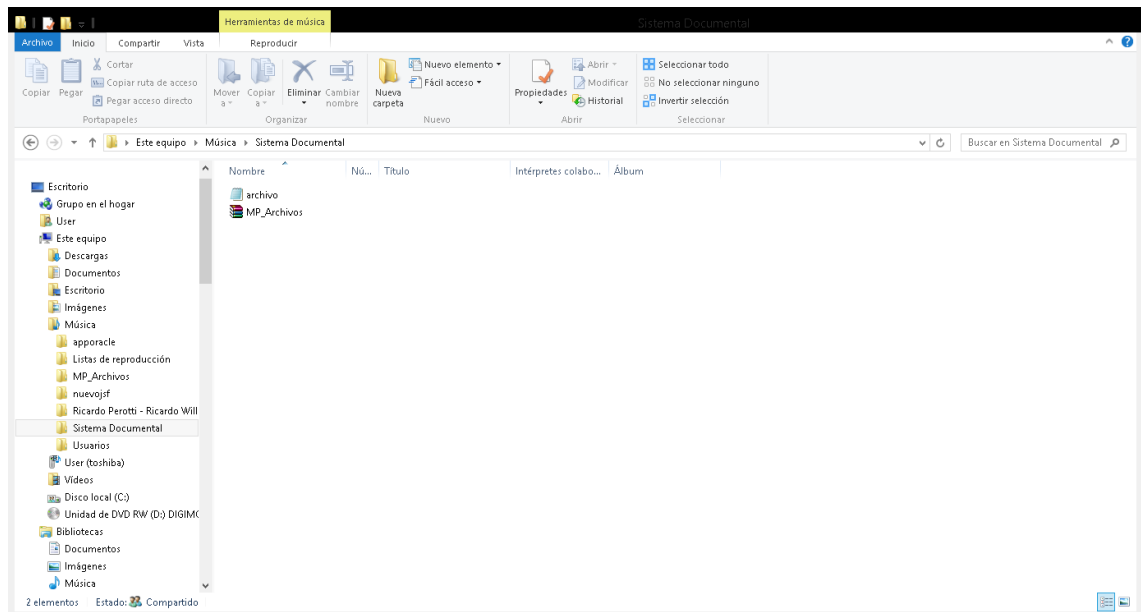 Herramientas de música
Sistema Documental
Archivo Inicio Compartir Vista Reproducir
Copiar
Pegar
Cortar
Copiar ruta de acceso
Pegar acceso directo
Portapapeles
Mover a
Copiar a
Eliminar
Cambiar nombre
Organizar
Nueva carpeta
Nuevo elemento
Fácil acceso
Nuevo
Propiedades
Abrir
Modificar
Historial
Abrir
Seleccionar todo
No seleccionar ninguno
Invertir selección
Seleccionar
Este equipo Música Sistema Documental
Buscar en Sistema Documental
Escritorio
Grupo en el hogar
User
Este equipo
Descargas
Documentos
Escritorio
Imágenes
Música
apporacle
Listas de reproducción
MP_Archivos
nuevojsf
Ricardo Perotti - Ricardo Will
Sistema Documental
Usuarios
User (toshiba)
Vídeos
Disco local (C:)
Unidad de DVD RW (D:) DIGIMO
Bibliotecas
Documentos
Imágenes
Música
Nombre Nú... Título Intérpretes colabo... Álbum
archivo
MP_Archivos
2 elementos Estado: Compartido